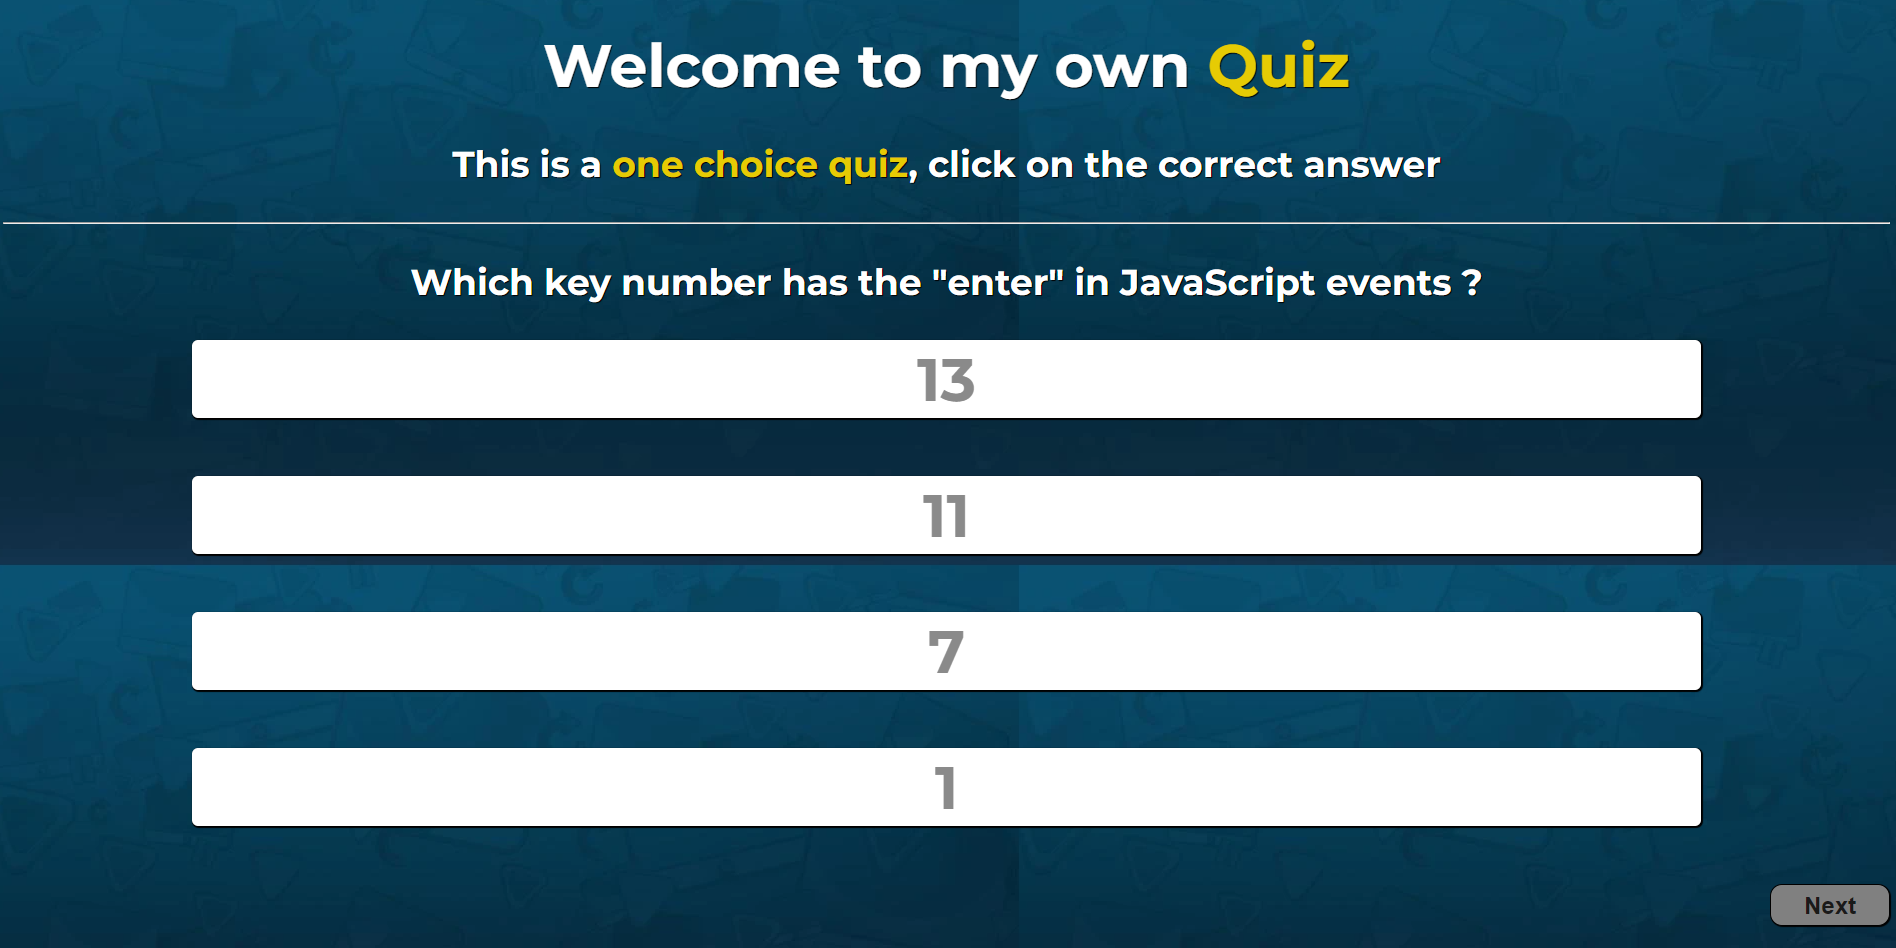 Welcome to my own Quiz
This is a one choice quiz, click on the correct answer
Which key number has the "enter" in JavaScript events ?
13
11
7
1
Next